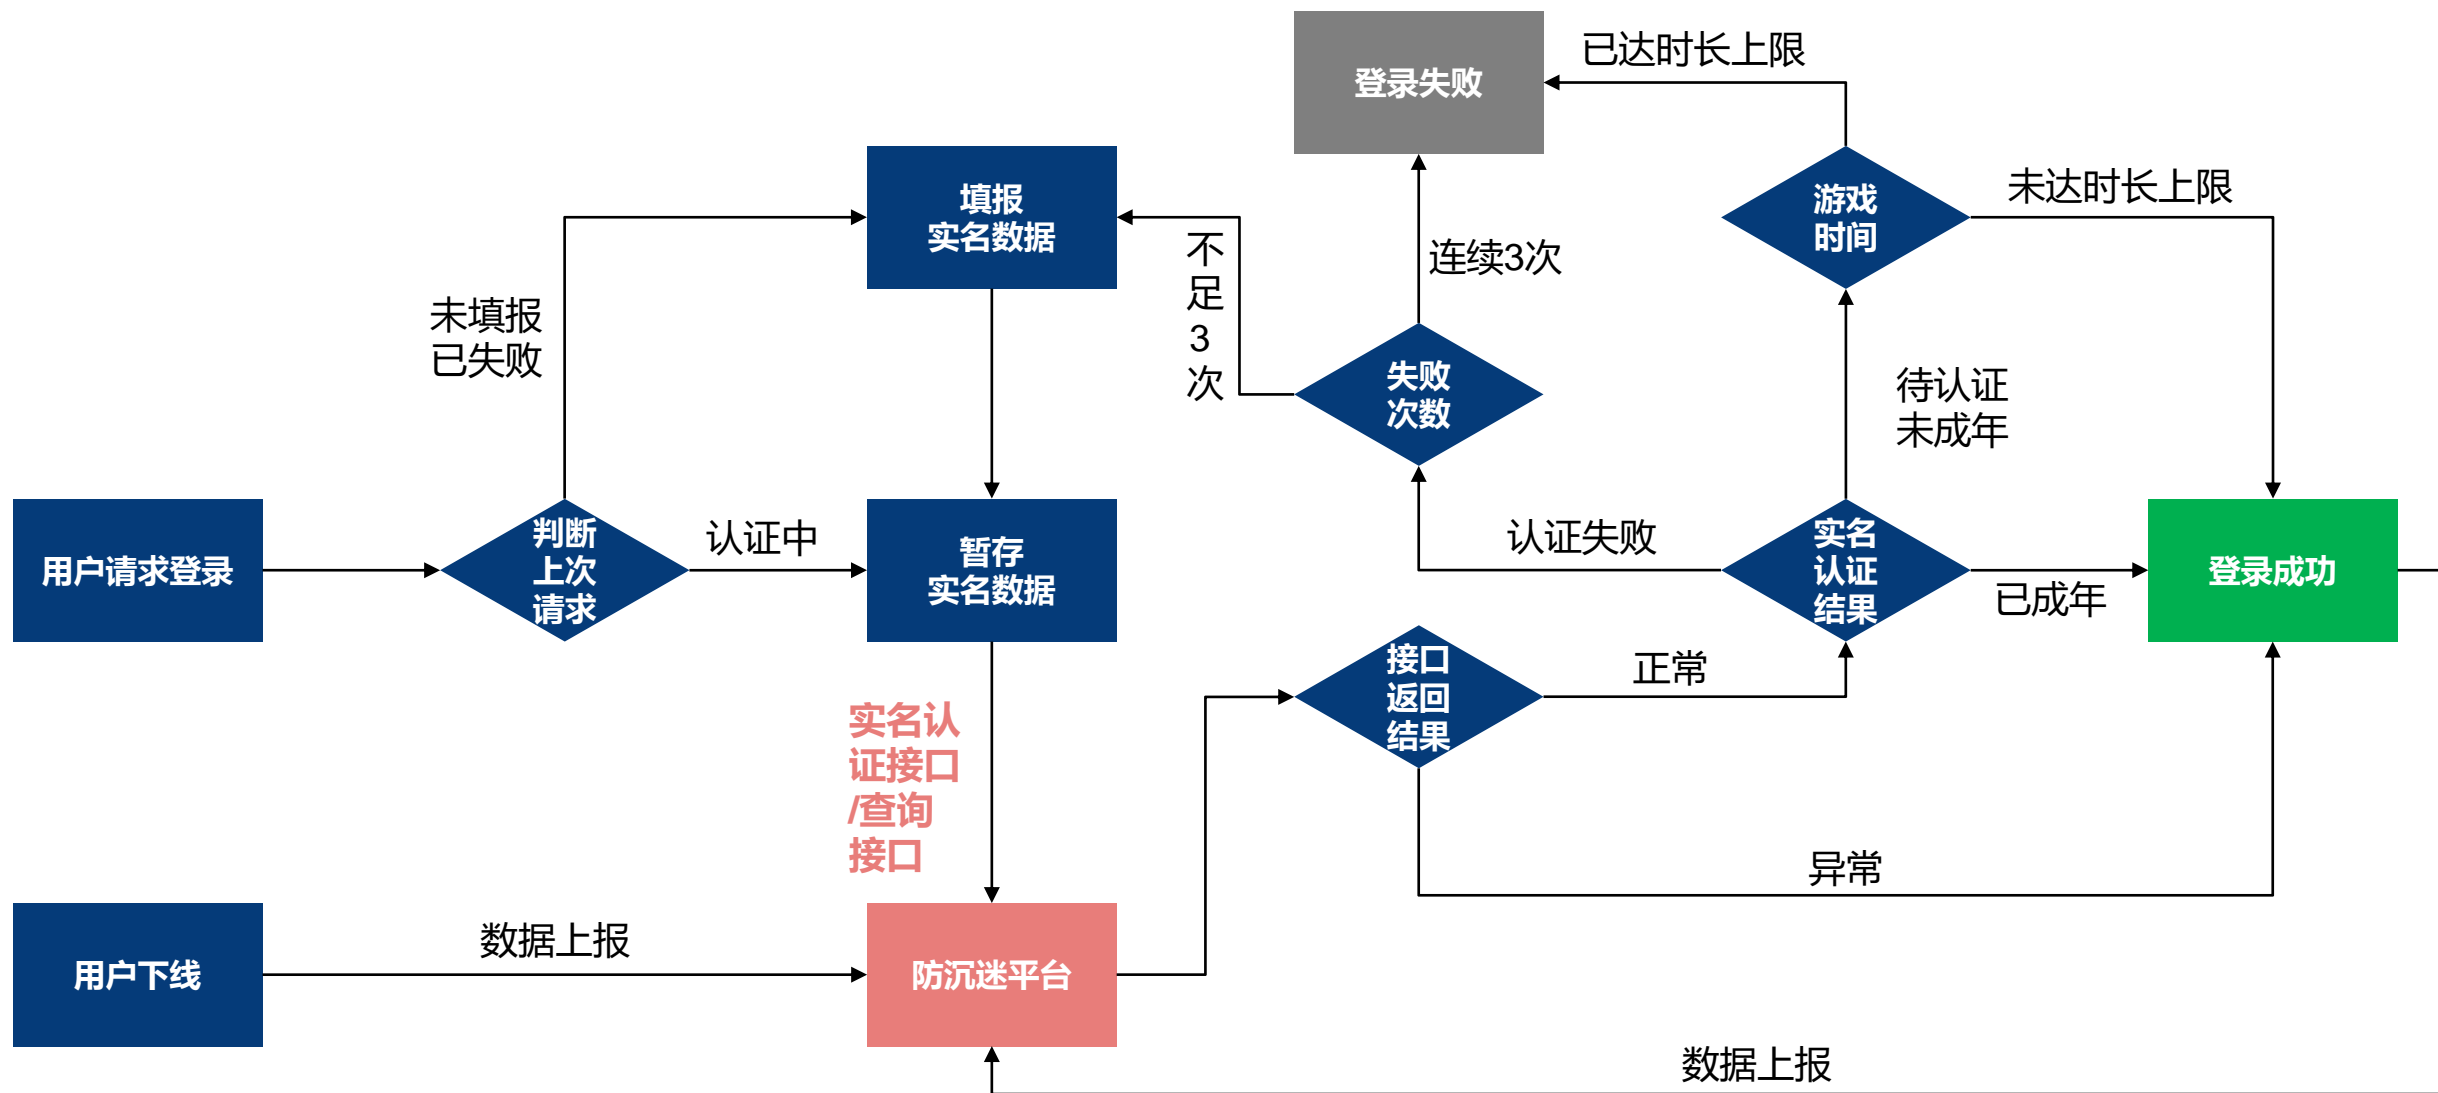 登录失败
已达时长上限
填报
实名数据
游戏
时间
未达时长上限
不
足
3
次
连续3次
未填报
已失败
失败
次数
待认证
未成年
用户请求登录
判断
上次
请求
认证中
暂存
实名数据
认证失败
实名
认证
结果
已成年
登录成功
接口
返回
结果
正常
实名认
证接口
/查询
接口
异常
用户下线
数据上报
防沉迷平台
数据上报